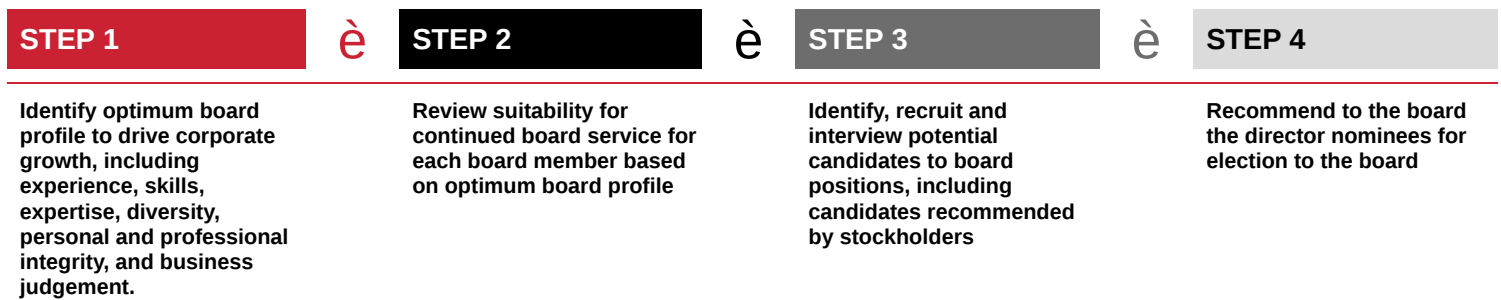 STEP 1 è STEP 2 è STEP 3 è STEP 4
Identify optimum board
profile to drive corporate
growth, including
experience, skills,
expertise, diversity,
personal and professional
integrity, and business
judgement.
Review suitability for
continued board service for
each board member based
on optimum board profile
Identify, recruit and
interview potential
candidates to board
positions, including
candidates recommended
by stockholders
Recommend to the board
the director nominees for
election to the board